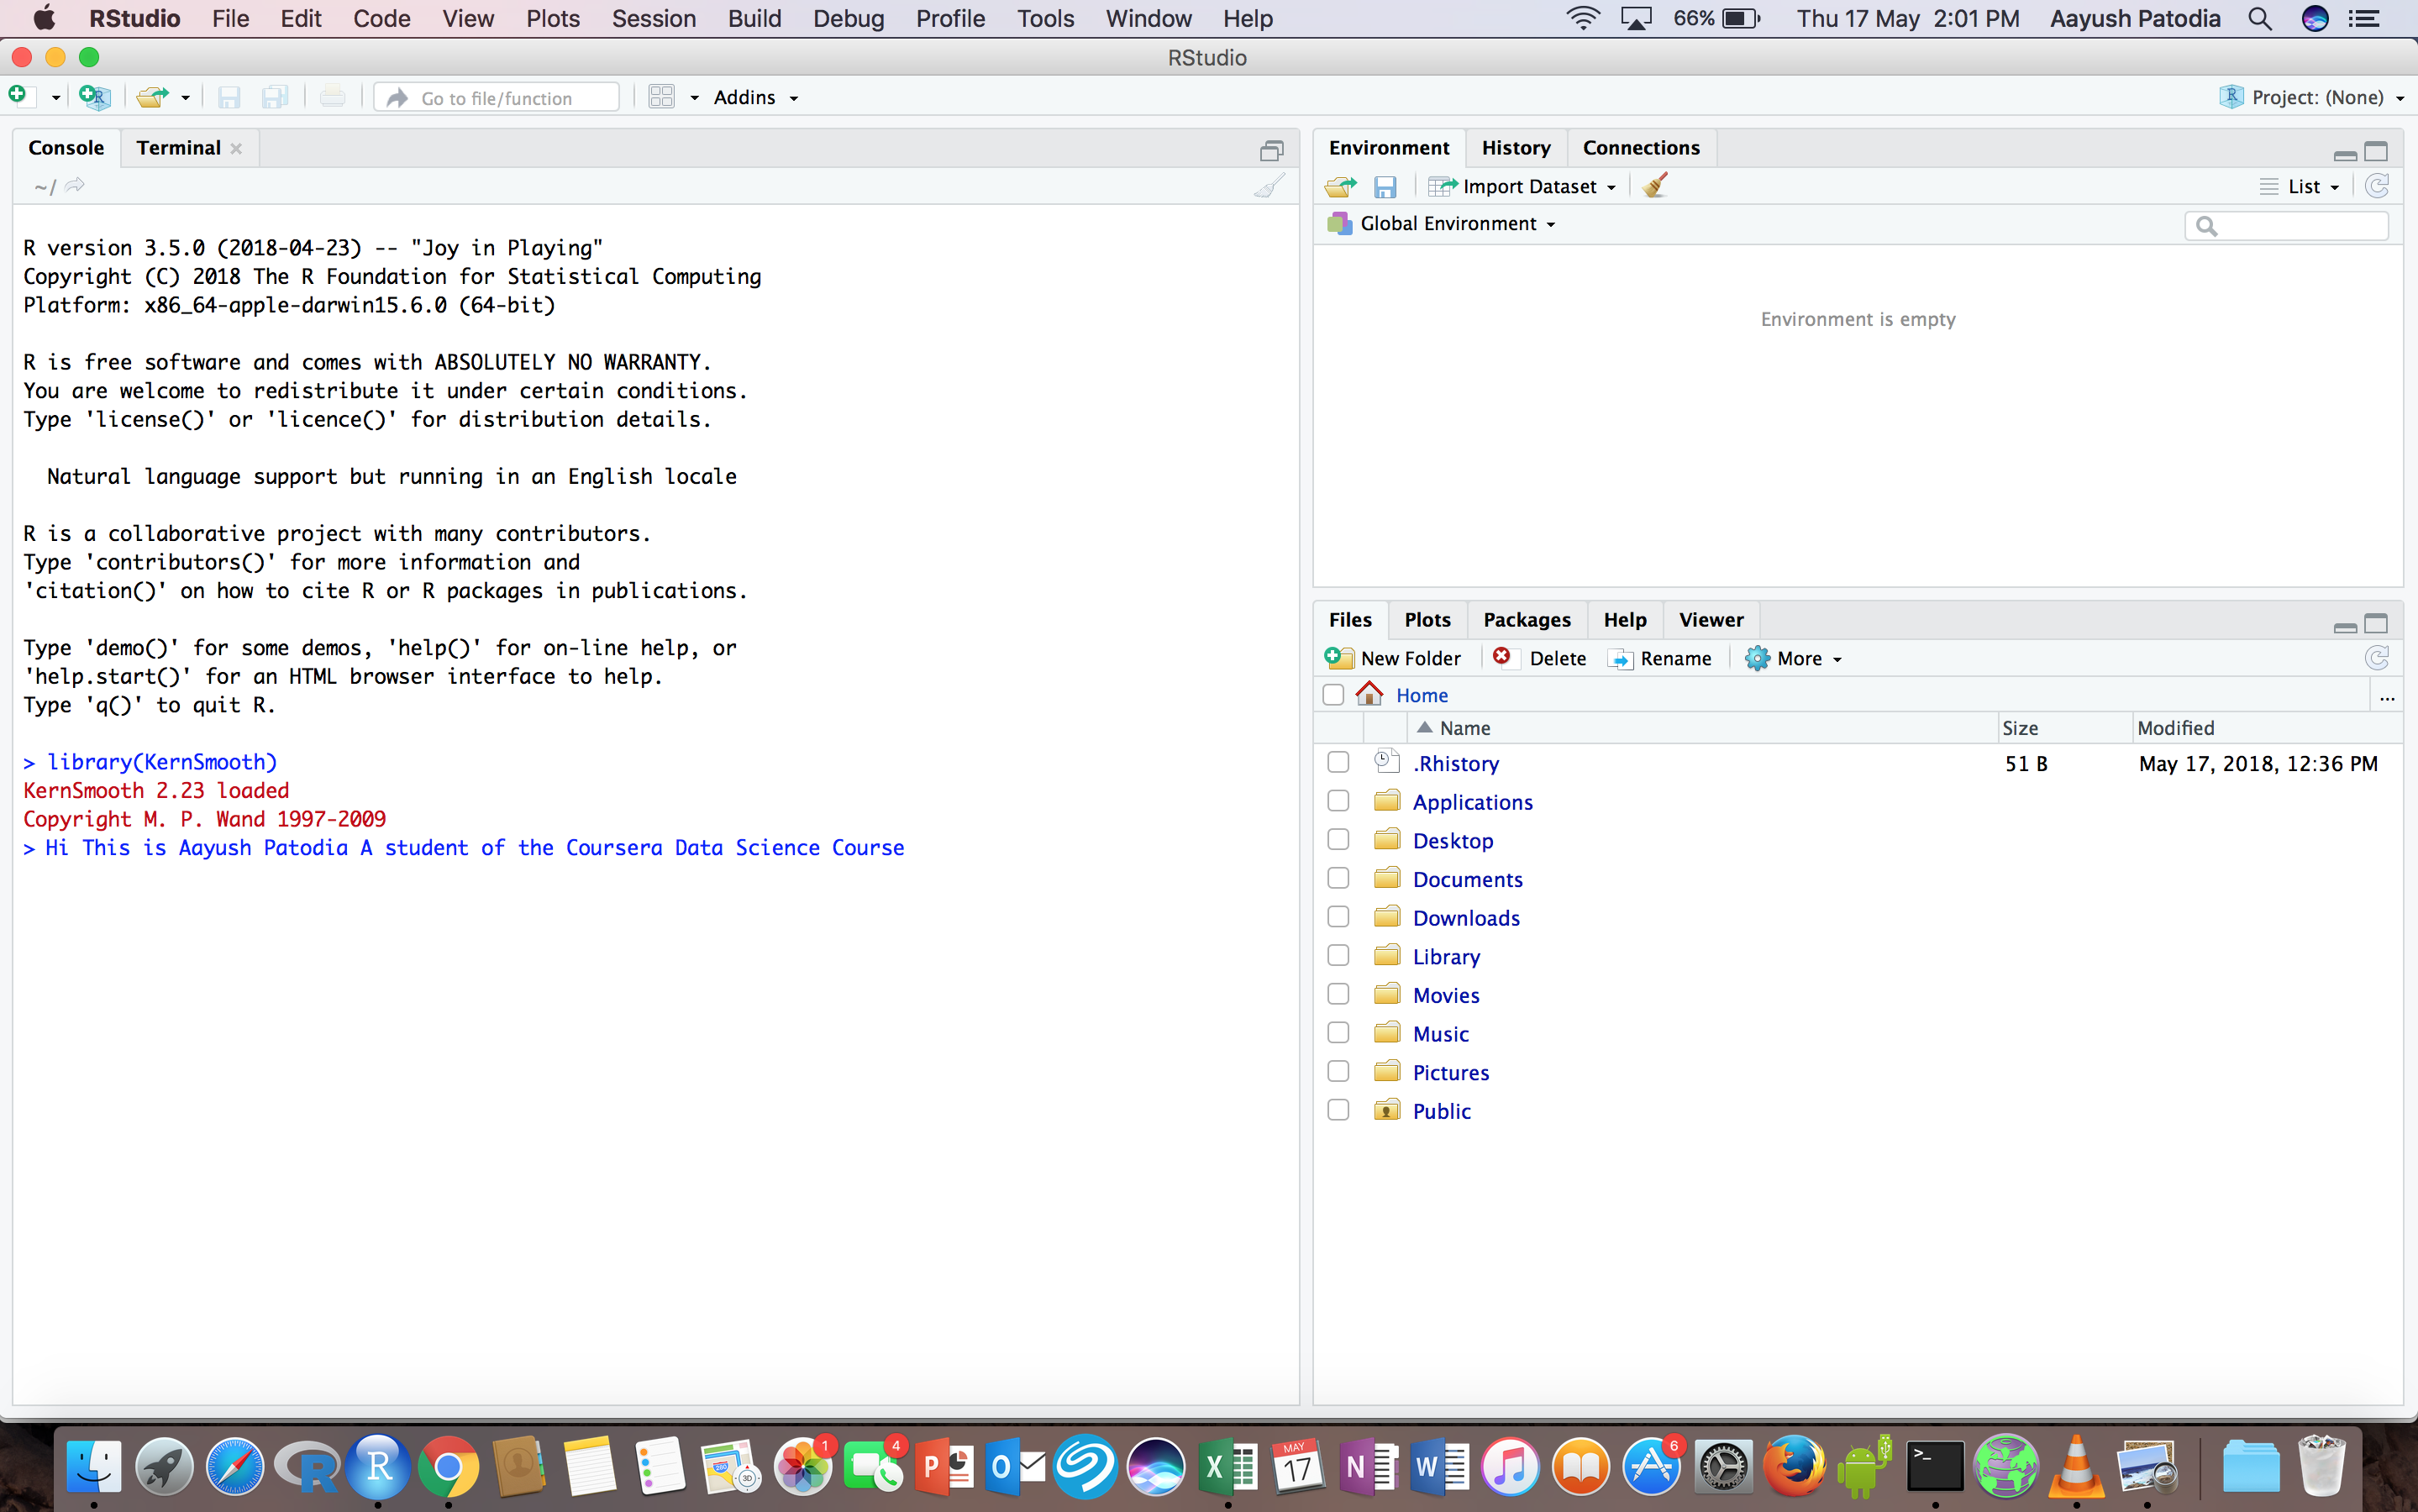 RStudio File Edit Code View Plots Session Build Debug Profile Tools Window Help 66% Thu 17 May 2:01 PM Aayush Patodia
RStudio
Go to file/function Addins Project: (None)
Console Terminal
~/
R version 3.5.0 (2018-04-23) -- "Joy in Playing"
Copyright (C) 2018 The R Foundation for Statistical Computing
Platform: x86_64-apple-darwin15.6.0 (64-bit)
R is free software and comes with ABSOLUTELY NO WARRANTY.
You are welcome to redistribute it under certain conditions.
Type 'license()' or 'licence()' for distribution details.
Natural language support but running in an English locale
R is a collaborative project with many contributors.
Type 'contributors()' for more information and
'citation()' on how to cite R or R packages in publications.
Type 'demo()' for some demos, 'help()' for on-line help, or
'help.start()' for an HTML browser interface to help.
Type 'q()' to quit R.
> library(KernSmooth)
KernSmooth 2.23 loaded
Copyright M. P. Wand 1997-2009
> Hi This is Aayush Patodia A student of the Coursera Data Science Course
Environment History Connections
Import Dataset List
Global Environment
Environment is empty
Files Plots Packages Help Viewer
New Folder Delete Rename More
Home ...
Name Size Modified
.Rhistory 51 B May 17, 2018, 12:36 PM
Applications
Desktop
Documents
Downloads
Library
Movies
Music
Pictures
Public
R R 280 3D 1 4 P O X MAY 17 N W 6 >_